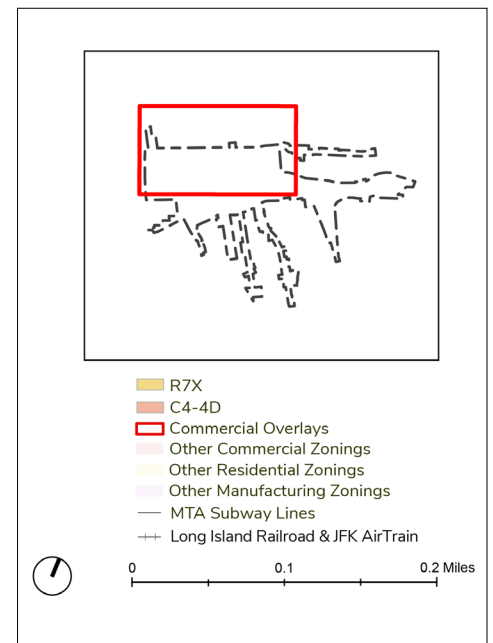 R7X
C4-4D
Commercial Overlays
Other Commercial Zonings
Other Residential Zonings
Other Manufacturing Zonings
MTA Subway Lines
Long Island Railroad & JFK AirTrain
0 0.1 0.2 Miles